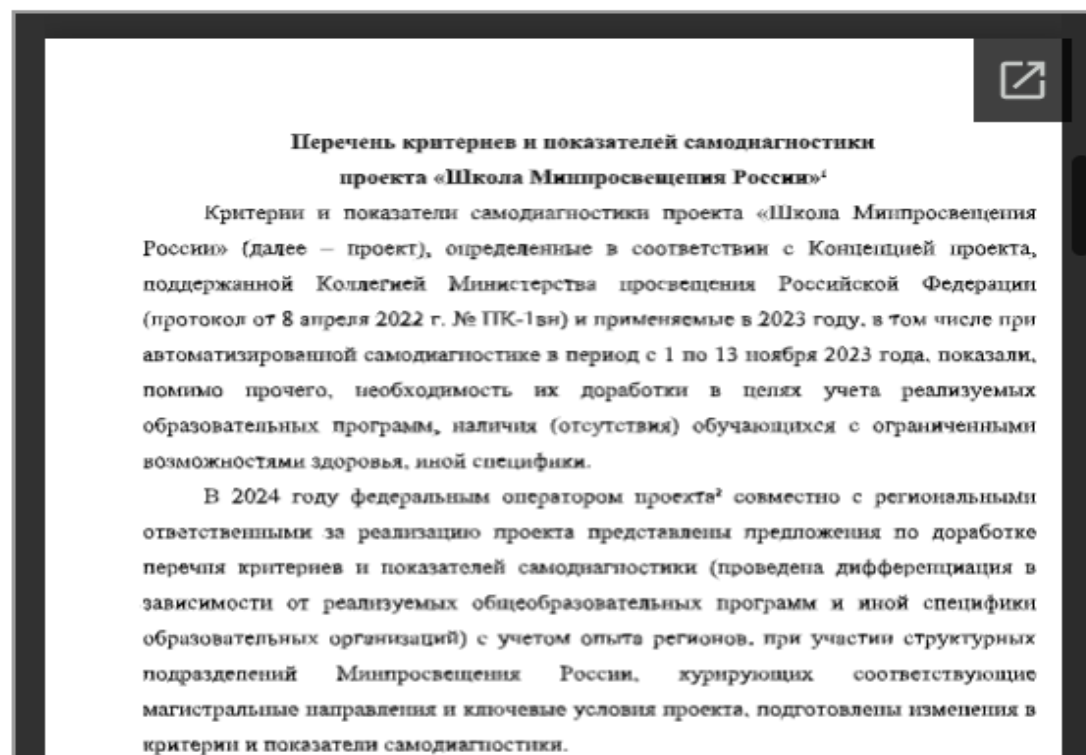 Перечень критериев и показателей самодиагностики
проекта «Школа Минпросвещения России»¹
Критерии и показатели самодиагностики проекта «Школа Минпросвещения
России» (далее – проект), определенные в соответствии с Концепцией проекта,
поддержанной Коллегией Министерства просвещения Российской Федерации
(протокол от 8 апреля 2022 г. № ПК-1вн) и применяемые в 2023 году, в том числе при
автоматизированной самодиагностике в период с 1 по 13 ноября 2023 года, показали,
помимо прочего, необходимость их доработки в целях учета реализуемых
образовательных программ, наличия (отсутствия) обучающихся с ограниченными
возможностями здоровья, иной специфики.
В 2024 году федеральным оператором проекта² совместно с региональными
ответственными за реализацию проекта представлены предложения по доработке
перечня критериев и показателей самодиагностики (проведена дифференциация в
зависимости от реализуемых общеобразовательных программ и иной специфики
образовательных организаций) с учетом опыта регионов, при участии структурных
подразделений Минпросвещения России, курирующих соответствующие
магистральные направления и ключевые условия проекта, подготовлены изменения в
критерии и показатели самодиагностики.